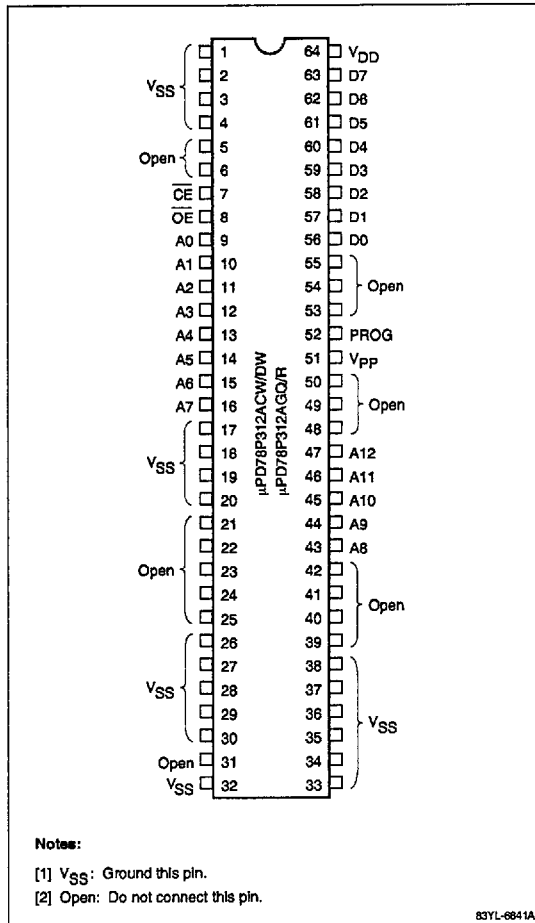 1 64 VDD
2 63 D7
VSS
3 62 D6
4 61 D5
5 60 D4
Open
6 59 D3
CE 7 58 D2
OE 8 57 D1
A0 9 56 D0
A1 10 55
A2 11 54 Open
A3 12 53
A4 13 52 PROG
A5 14 51 VPP
A6 15 50
A7 16 49 Open
17 48
VSS
18 47 A12
19 46 A11
20 45 A10
21 44 A9
22 43 A8
Open
23 42
24 41
Open
25 40
26 39
27 38
VSS
28 37
29 36
VSS
30 35
Open 31 34
VSS 32 33
μPD78P312ACW/DW
μPD78P312AGQ/R
Notes:
[1] VSS: Ground this pin.
[2] Open: Do not connect this pin.
83YL-6841A